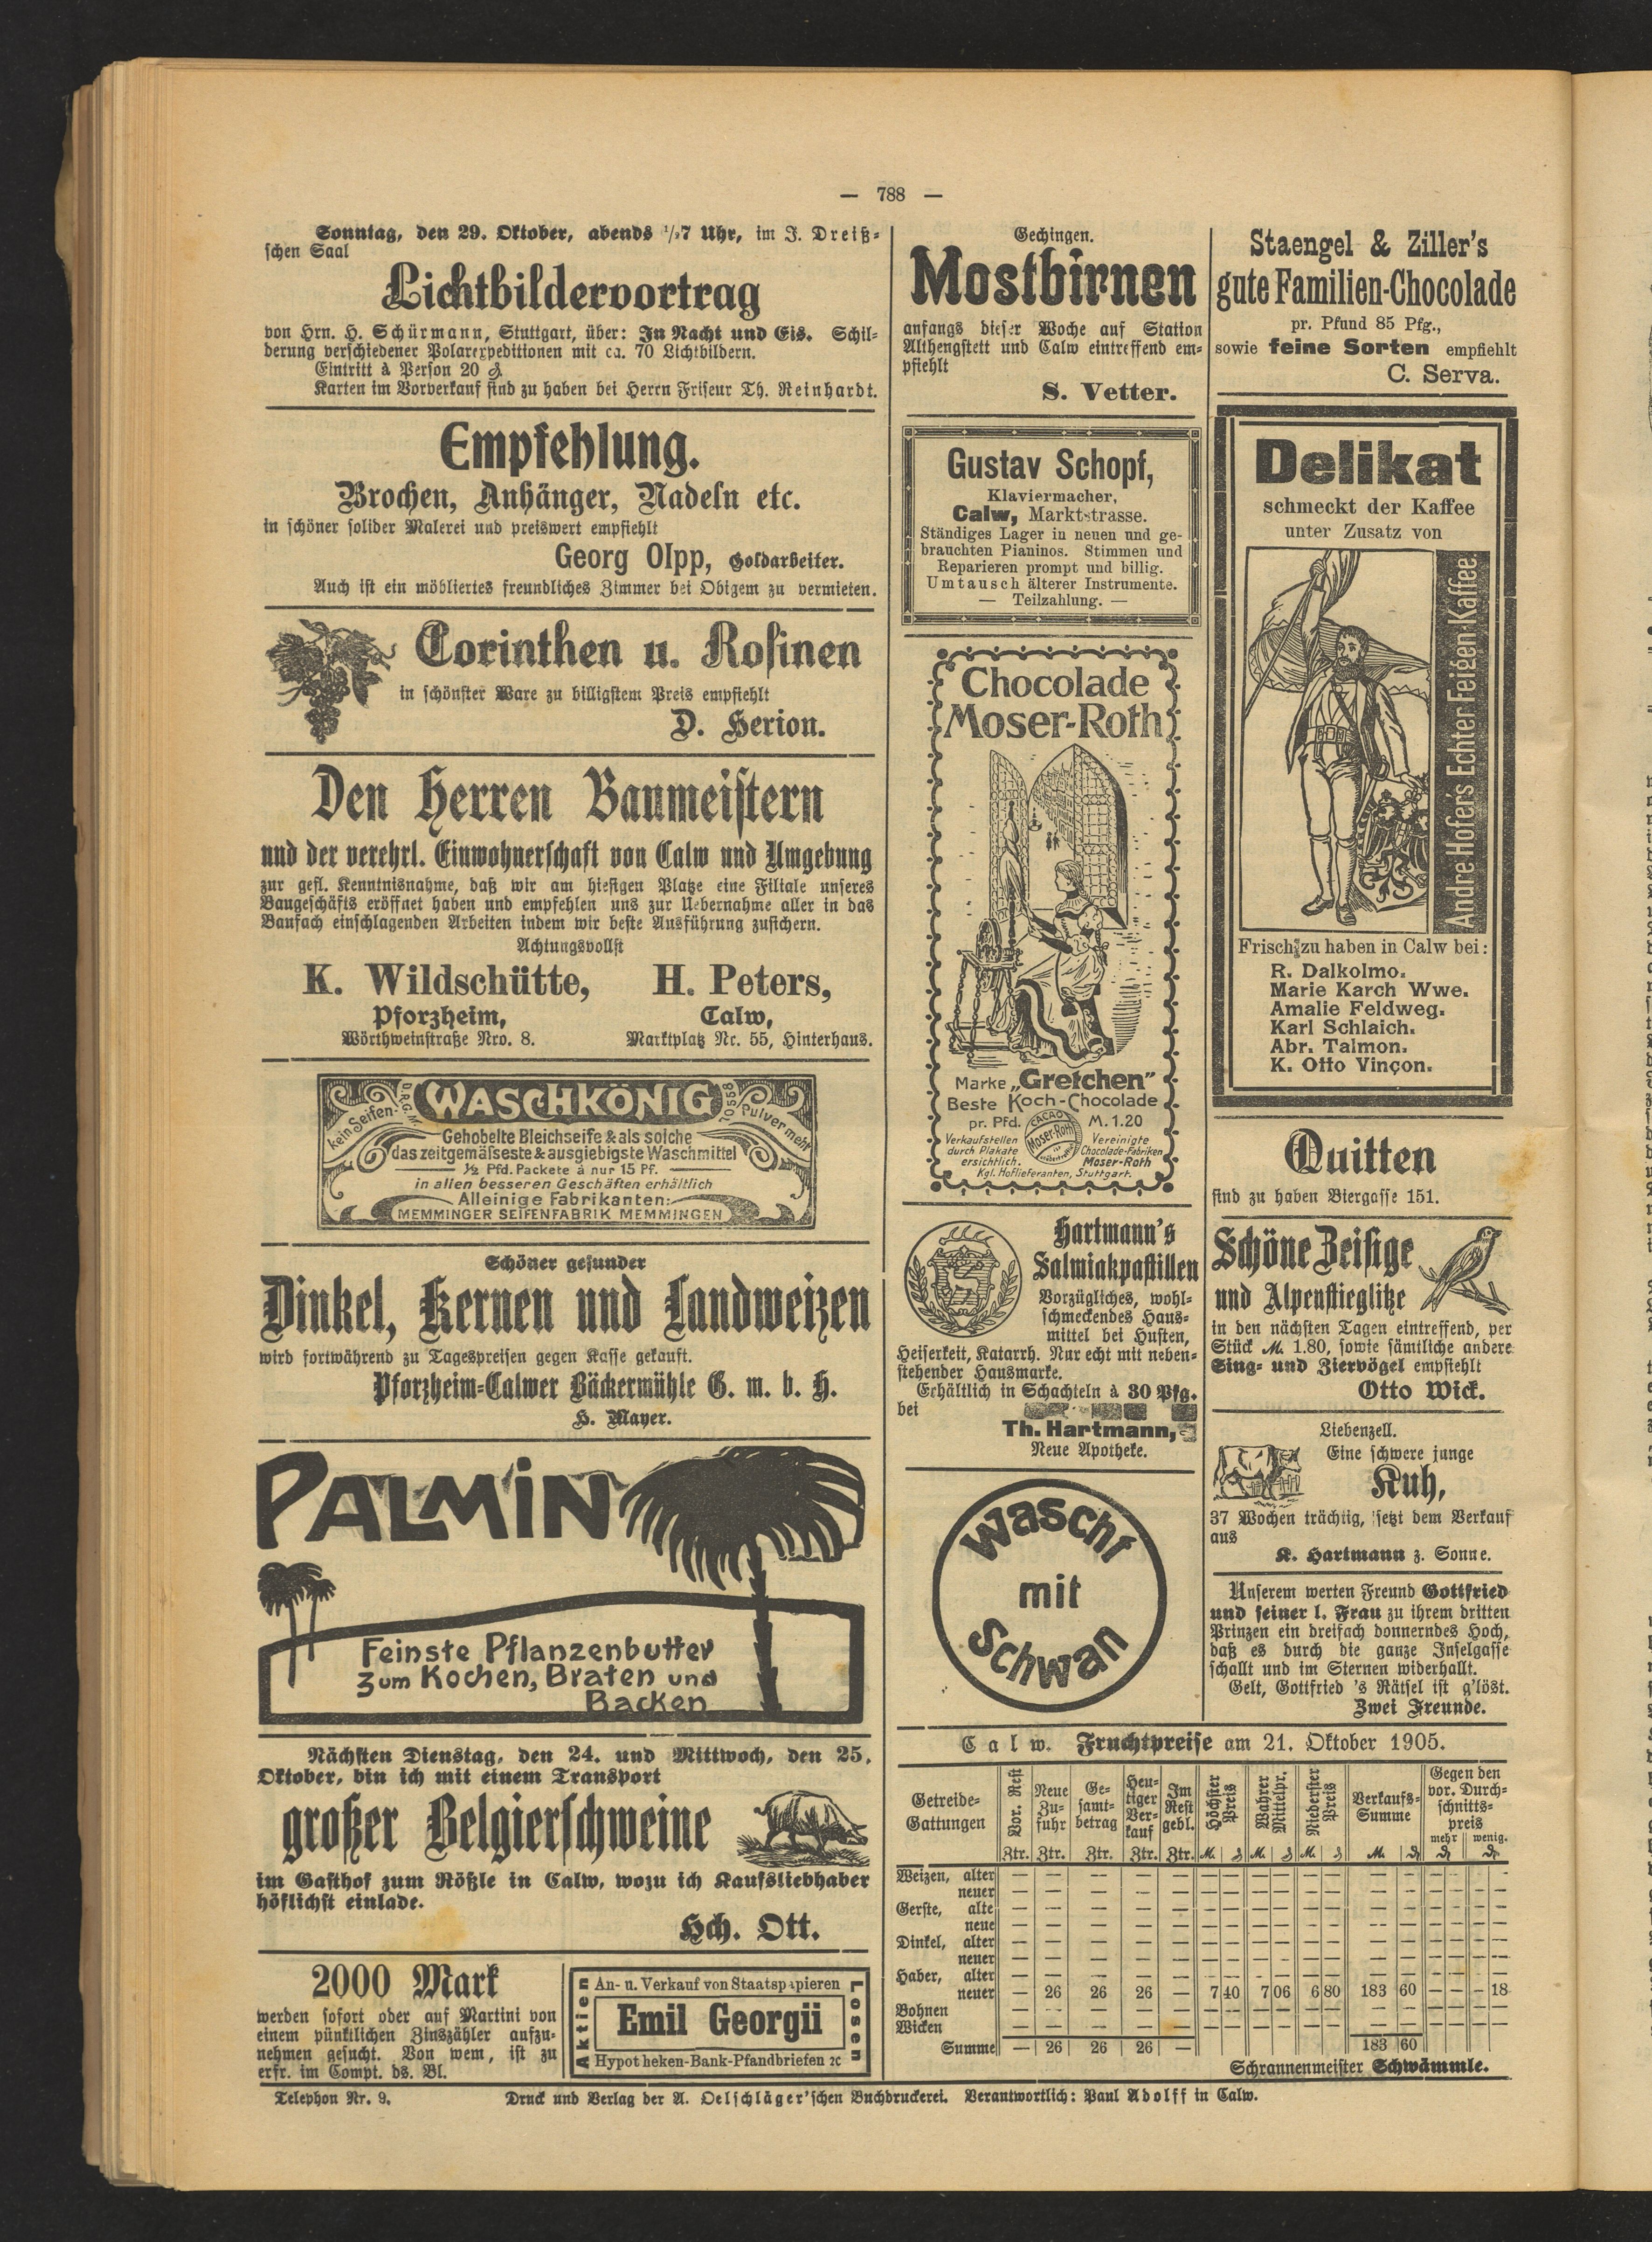 — 788 —
Sonntag, den 29. Oktober, abends 1/27 Uhr, im J. Dreiß-
schen Saal
Lichtbildervortrag
von Hrn. H. Schürmann, Stuttgart, über: In Nacht und Eis. Schil-
derung verschiedener Polarexpeditionen mit ca. 70 Lichtbildern.
Eintritt à Person 20 ₰.
Karten im Vorverkauf sind zu haben bei Herrn Friseur Th. Reinhardt.
Empfehlung.
Brochen, Anhänger, Nadeln etc.
in schöner solider Malerei und preiswert empfiehlt
Georg Olpp, Goldarbeiter.
Auch ist ein möbliertes freundliches Zimmer bei Obigem zu vermieten.
Corinthen u. Rosinen
in schönster Ware zu billigstem Preis empfiehlt
D. Herion.
Den Herren Baumeistern
und der verehrl. Einwohnerschaft von Calw und Umgebung
zur gefl. Kenntnisnahme, daß wir am hiesigen Platze eine Filiale unseres
Baugeschäfts eröffnet haben und empfehlen uns zur Uebernahme aller in das
Baufach einschlagenden Arbeiten indem wir beste Ausführung zusichern.
Achtungsvollst
K. Wildschütte, H. Peters,
Pforzheim, Calw,
Wörthweinstraße Nro. 8. Marktplatz Nr. 55, Hinterhaus.
WASCHKÖNIG
kein Seifen- Pulver mehr
D.R.G.M. 70558
Gehobelte Bleichseife & als solche
das zeitgemäßeste & ausgiebigste Waschmittel
1/2 Pfd. Packete à nur 15 Pf.
in allen besseren Geschäften erhältlich
Alleinige Fabrikanten:
MEMMINGER SEIFENFABRIK MEMMINGEN
Schöner gesunder
Dinkel, Kernen und Landweizen
wird fortwährend zu Tagespreisen gegen Kasse gekauft.
Pforzheim-Calwer Bäckermühle G. m. b. H.
H. Mayer.
PALMIN
Feinste Pflanzenbutter
zum Kochen, Braten und
Backen
Nächsten Dienstag, den 24. und Mittwoch, den 25.
Oktober, bin ich mit einem Transport
großer Belgierschweine
im Gasthof zum Rößle in Calw, wozu ich Kaufsliebhaber
höflichst einlade.
Hch. Ott.
2000 Mark
werden sofort oder auf Martini von
einem pünktlichen Zinszähler aufzu-
nehmen gesucht. Von wem, ist zu
erfr. im Compt. ds. Bl.
An- u. Verkauf von Staatspapieren
Aktien
Emil Georgii
Losen
Hypotheken-Bank-Pfandbriefen ꝛc
Gechingen.
Mostbirnen
anfangs dieser Woche auf Station
Althengstett und Calw eintreffend em-
pfiehlt
S. Vetter.
Gustav Schopf,
Klaviermacher,
Calw, Marktstrasse.
Ständiges Lager in neuen und ge-
brauchten Pianinos. Stimmen und
Reparieren prompt und billig.
Umtausch älterer Instrumente.
— Teilzahlung. —
Chocolade
Moser-Roth
Marke „Gretchen”
Beste Koch-Chocolade
pr. Pfd. M. 1.20
CACAO
Moser-Roth
Verkaufstellen
durch Plakate
ersichtlich.
Vereinigte
Chocolade-Fabriken
Moser-Roth
Kgl. Hoflieferanten, Stuttgart.
Hartmann's
Salmiakpastillen
Vorzügliches, wohl-
schmeckendes Haus-
mittel bei Husten,
Heiserkeit, Katarrh. Nur echt mit neben-
stehender Hausmarke.
Erhältlich in Schachteln à 30 Pfg.
bei
Th. Hartmann,
Neue Apotheke.
Wascht
mit
Schwan
Staengel & Ziller's
gute Familien-Chocolade
pr. Pfund 85 Pfg.,
sowie feine Sorten empfiehlt
C. Serva.
Delikat
schmeckt der Kaffee
unter Zusatz von
Andre Hofer's Echter Feigen-Kaffee.
Frisch zu haben in Calw bei:
R. Dalkolmo.
Marie Karch Wwe.
Amalie Feldweg.
Karl Schlaich.
Abr. Talmon.
K. Otto Vinçon.
Quitten
sind zu haben Biergasse 151.
Schöne Zeisige
und Alpenstieglitze
in den nächsten Tagen eintreffend, per
Stück M. 1.80, sowie sämtliche andere
Sing- und Ziervögel empfiehlt
Otto Wick.
Liebenzell.
Eine schwere junge
Kuh,
37 Wochen trächtig, setzt dem Verkauf
aus
K. Hartmann z. Sonne.
Unserem werten Freund Gottfried
und seiner l. Frau zu ihrem dritten
Prinzen ein dreifach donnerndes Hoch,
daß es durch die ganze Inselgasse
schallt und im Sternen widerhallt.
Gelt, Gottfried 's Rätsel ist g'löst.
Zwei Freunde.
Calw. Fruchtpreise am 21. Oktober 1905.
Getreide-Gattungen | Vor. Rest | Neue Zu-fuhr | Ge-samt-betrag | Heu-tiger Ver-kauf | Im Rest gebl. | Höchster Preis | Wahrer Mittelpr. | Niederster Preis | Verkaufs-Summe | Gegen den vor. Durch-schnitts-preis mehr | wenig.
Ztr. Ztr. Ztr. Ztr. Ztr. M. ₰ M. ₰ M. ₰ M. ₰ ₰ ₰
Weizen, alter — — — — — — — — — — — — — — -
neuer — — — — — — — — — — — — — — —
Gerste, alte — — — — — — — — — — — — — — —
neue — — — — — — — — — — — — — — —
Dinkel, alter — — — — — — — — — — — — — — —
neuer — — — — — — — — — — — — — — —
Haber, alter — — — — — — — — — — — — — — —
neuer — 26 26 26 — 7 40 7 06 6 80 183 60 — — — 18
Bohnen — — — — — — — — — — — — — — —
Wicken — — — — — — — — — — — — — — —
Summe — 26 26 26 — 183 60
Schrannenmeister Schwämmle.
Telephon Nr. 9. Druck und Verlag der A. Oelschläger'schen Buchdruckerei. Verantwortlich: Paul Adolff in Calw.